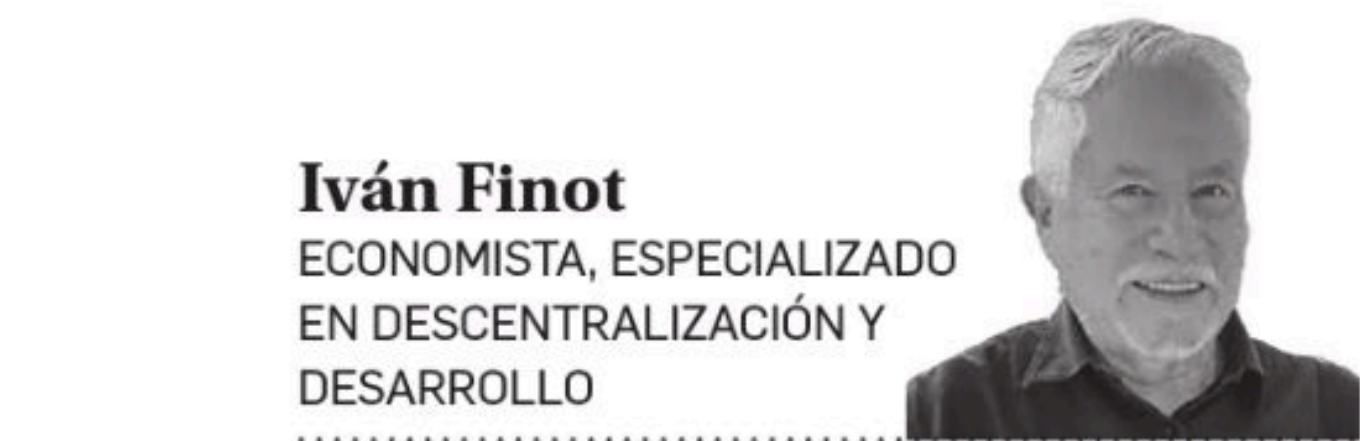 Iván Finot
ECONOMISTA, ESPECIALIZADO
EN DESCENTRALIZACIÓN Y
DESARROLLO